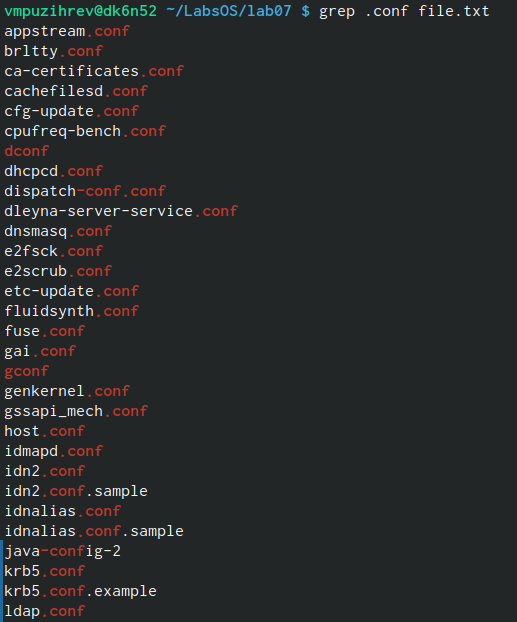 vmpuzihrev@dk6n52 ~/LabsOS/lab07 $ grep .conf file.txt
appstream.conf
brltty.conf
ca-certificates.conf
cachefilesd.conf
cfg-update.conf
cpufreq-bench.conf
dconf
dhcpcd.conf
dispatch-conf.conf
dleyna-server-service.conf
dnsmasq.conf
e2fsck.conf
e2scrub.conf
etc-update.conf
fluidsynth.conf
fuse.conf
gai.conf
gconf
genkernel.conf
gssapi_mech.conf
host.conf
idmapd.conf
idn2.conf
idn2.conf.sample
idnalias.conf
idnalias.conf.sample
java-config-2
krb5.conf
krb5.conf.example
ldap.conf